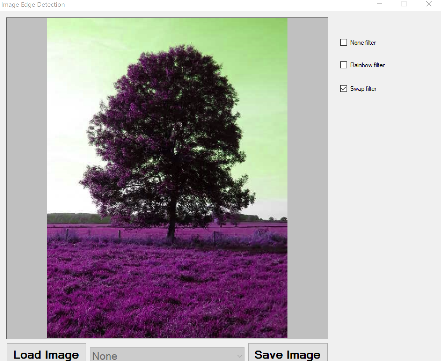 Image Edge Detection
None filter
Rainbow filter
Swap filter
Load Image
None
Save Image